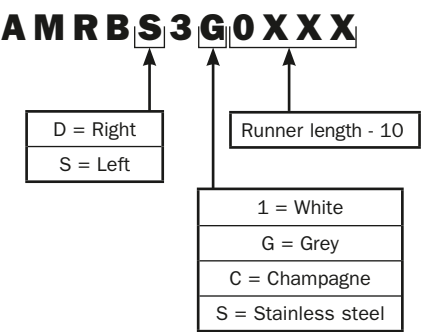 AMRBS3G0XXX
D = Right
S = Left
Runner length - 10
1 = White
G = Grey
C = Champagne
S = Stainless steel